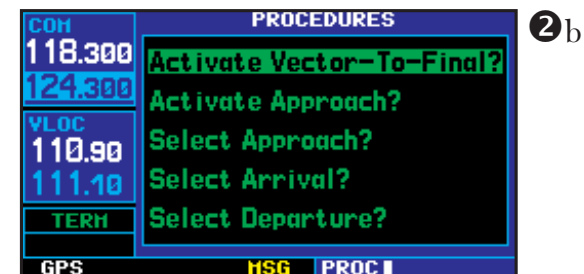 COM
118.300
124.300
VLOC
110.90
111.10
TERM
GPS
PROCEDURES
Activate Vector-To-Final?
Activate Approach?
Select Approach?
Select Arrival?
Select Departure?
MSG
PROC
❷b